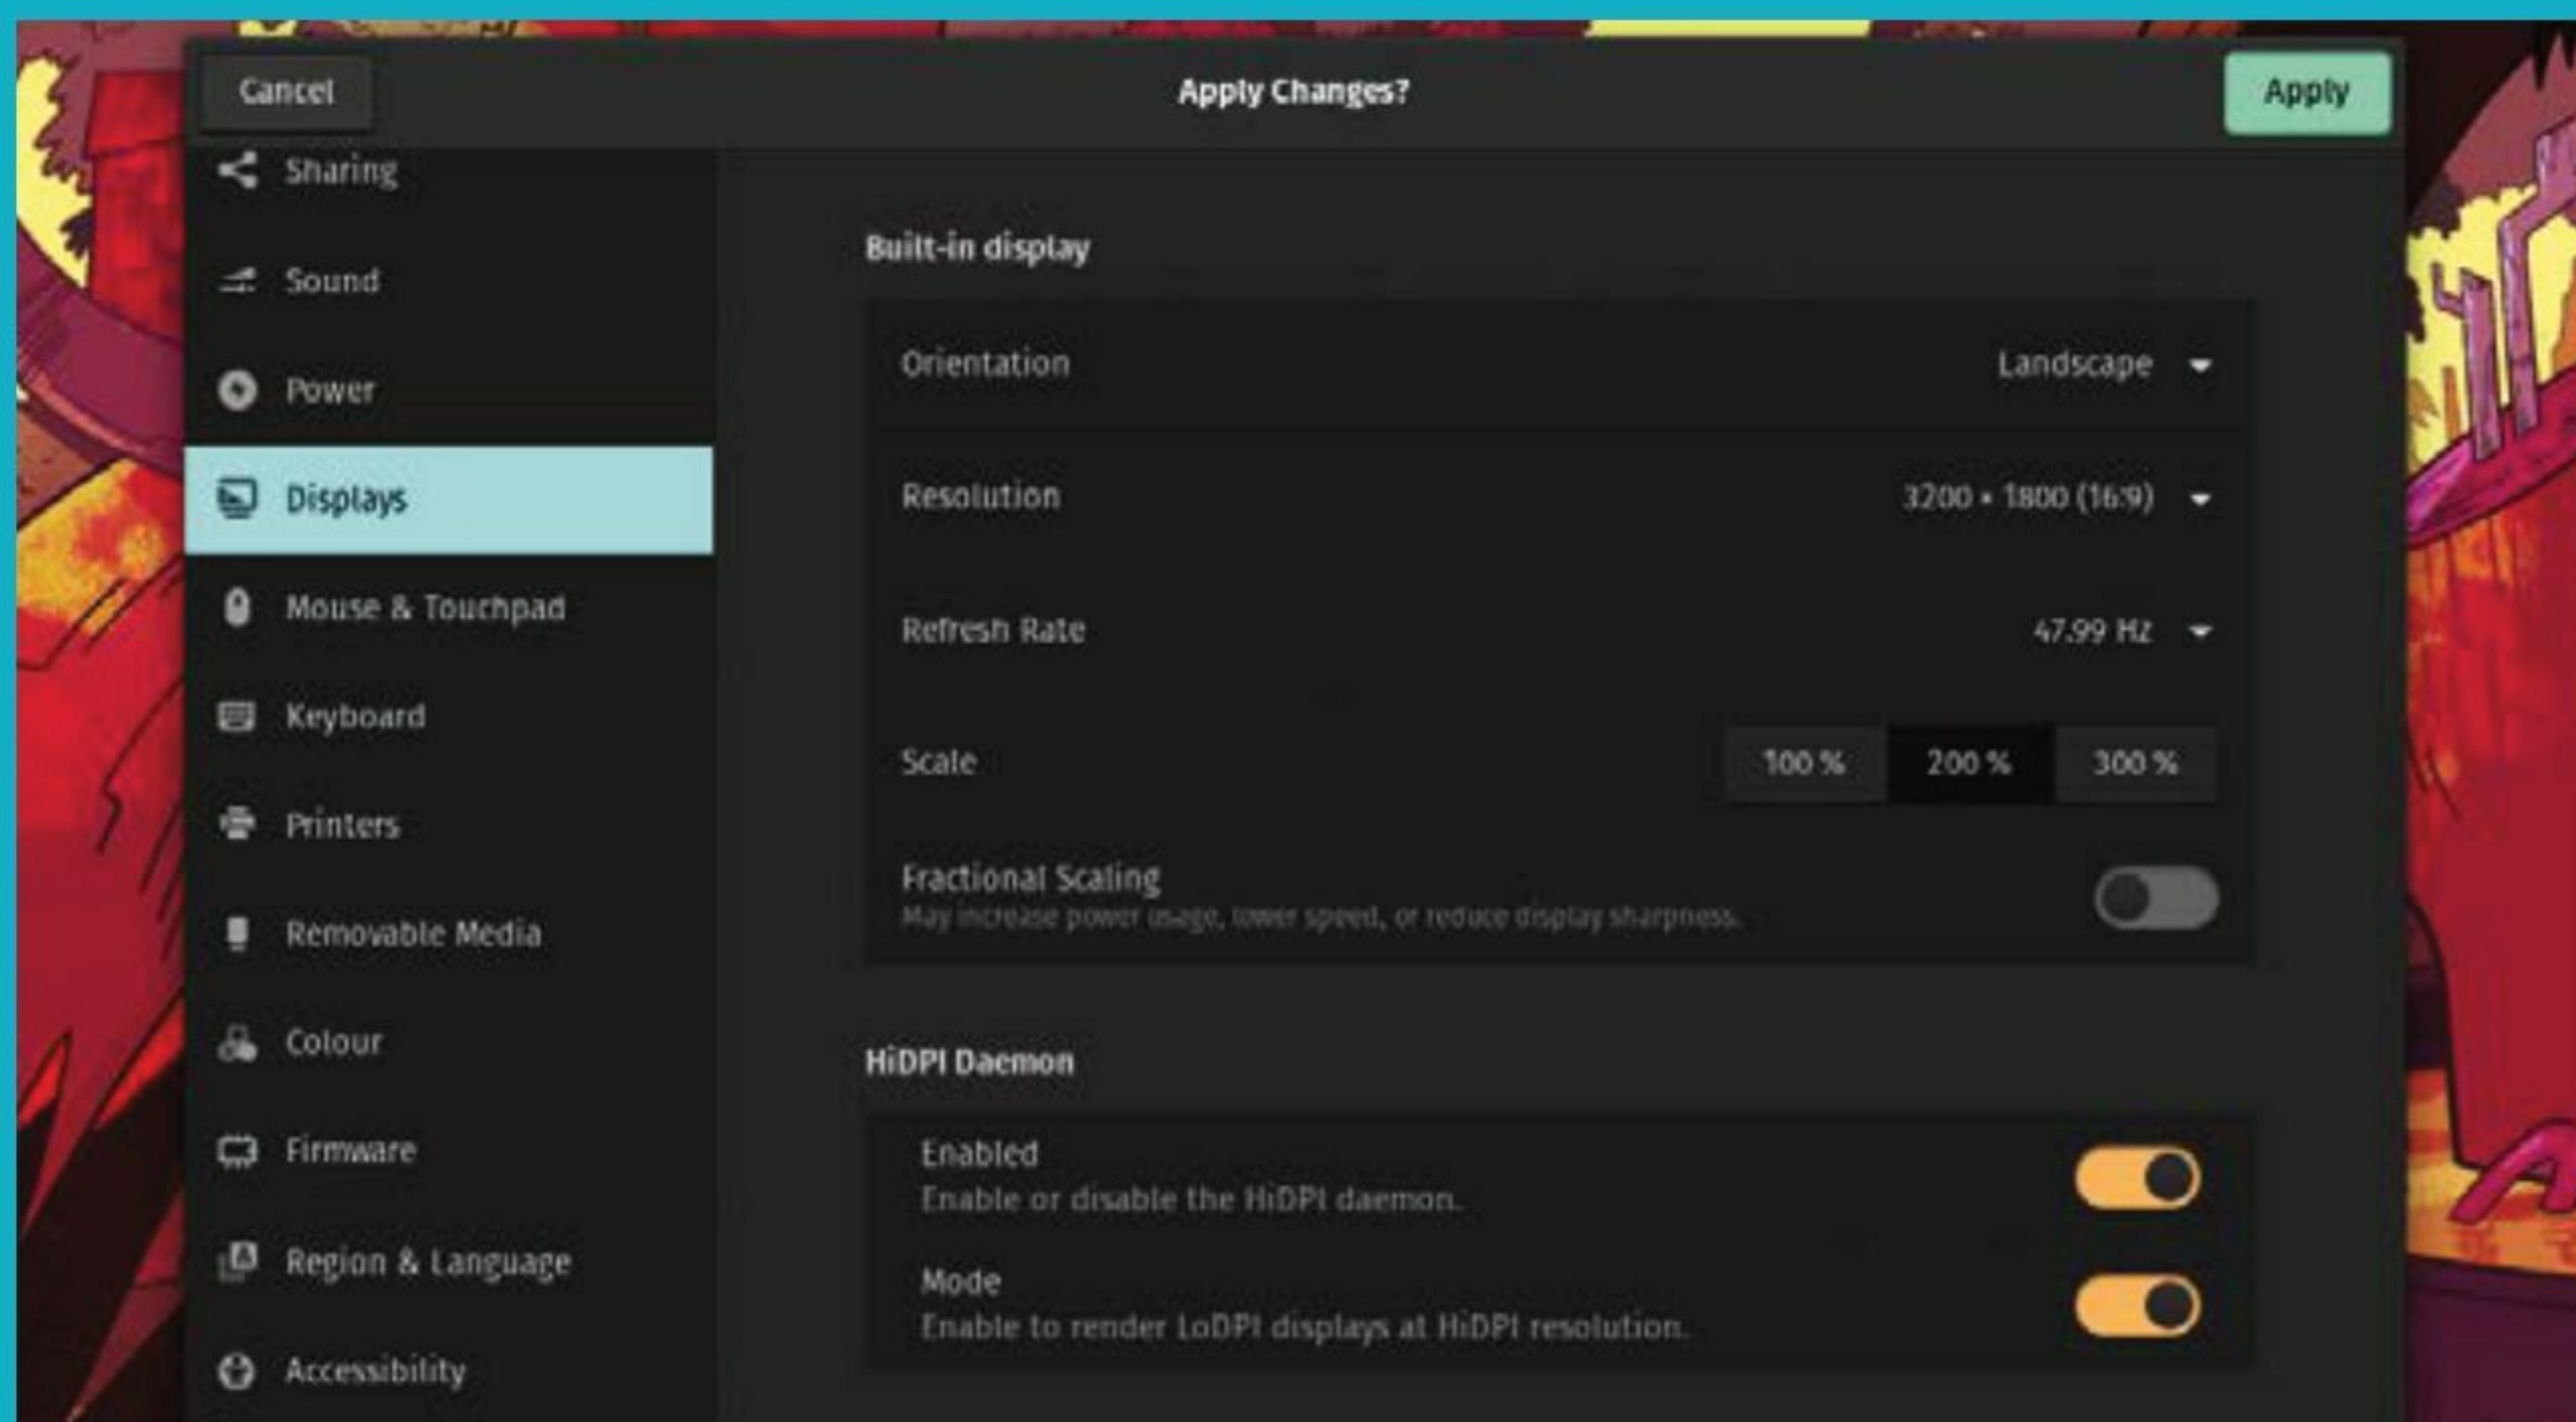 Cancel
Apply Changes?
Apply
Sharing
Sound
Power
Displays
Mouse & Touchpad
Keyboard
Printers
Removable Media
Colour
Firmware
Region & Language
Accessibility
Built-in display
Orientation
Landscape
Resolution
3200 × 1800 (16:9)
Refresh Rate
47.99 Hz
Scale
100 %
200 %
300 %
Fractional Scaling
May increase power usage, lower speed, or reduce display sharpness.
HiDPI Daemon
Enabled
Enable or disable the HiDPI daemon.
Mode
Enable to render LoDPI displays at HiDPI resolution.